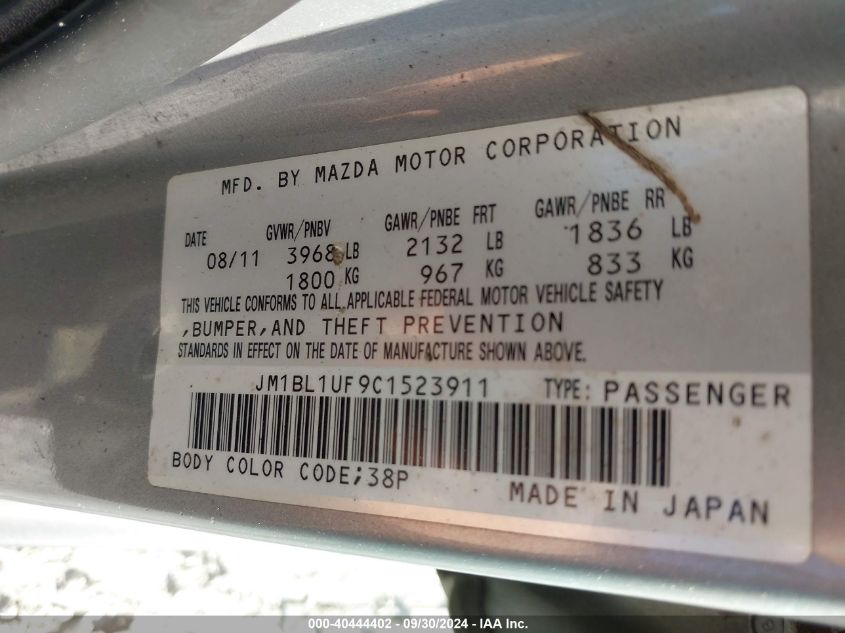 MFD. BY MAZDA MOTOR CORPORATION
DATE GVWR/PNBV GAWR/PNBE FRT GAWR/PNBE RR
08/11 3968 LB 2132 LB 1836 LB
1800 KG 967 KG 833 KG
THIS VEHICLE CONFORMS TO ALL APPLICABLE FEDERAL MOTOR VEHICLE SAFETY
,BUMPER,AND THEFT PREVENTION
STANDARDS IN EFFECT ON THE DATE OF MANUFACTURE SHOWN ABOVE.
JM1BL1UF9C1523911 TYPE: PASSENGER
BODY COLOR CODE;38P
MADE IN JAPAN
000-40444402 - 09/30/2024 - IAA Inc.